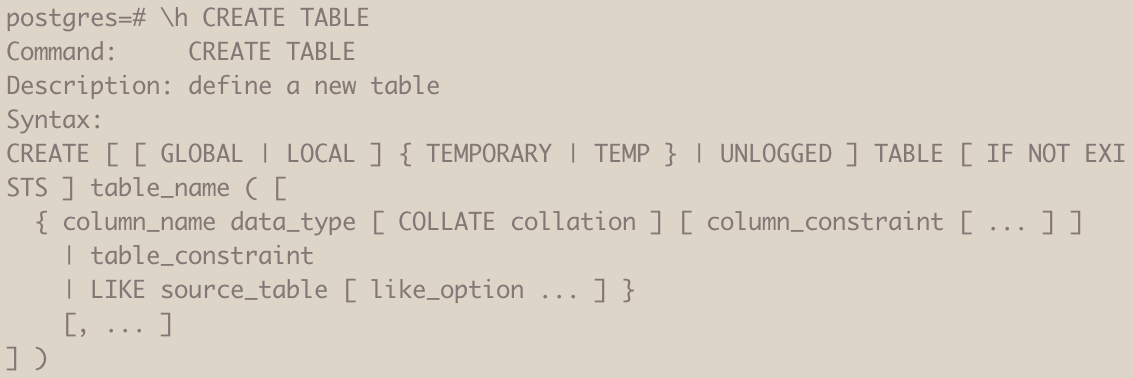 postgres=# \h CREATE TABLE
Command:     CREATE TABLE
Description: define a new table
Syntax:
CREATE [ [ GLOBAL | LOCAL ] { TEMPORARY | TEMP } | UNLOGGED ] TABLE [ IF NOT EXI
STS ] table_name ( [
  { column_name data_type [ COLLATE collation ] [ column_constraint [ ... ] ]
    | table_constraint
    | LIKE source_table [ like_option ... ] }
    [, ... ]
] )